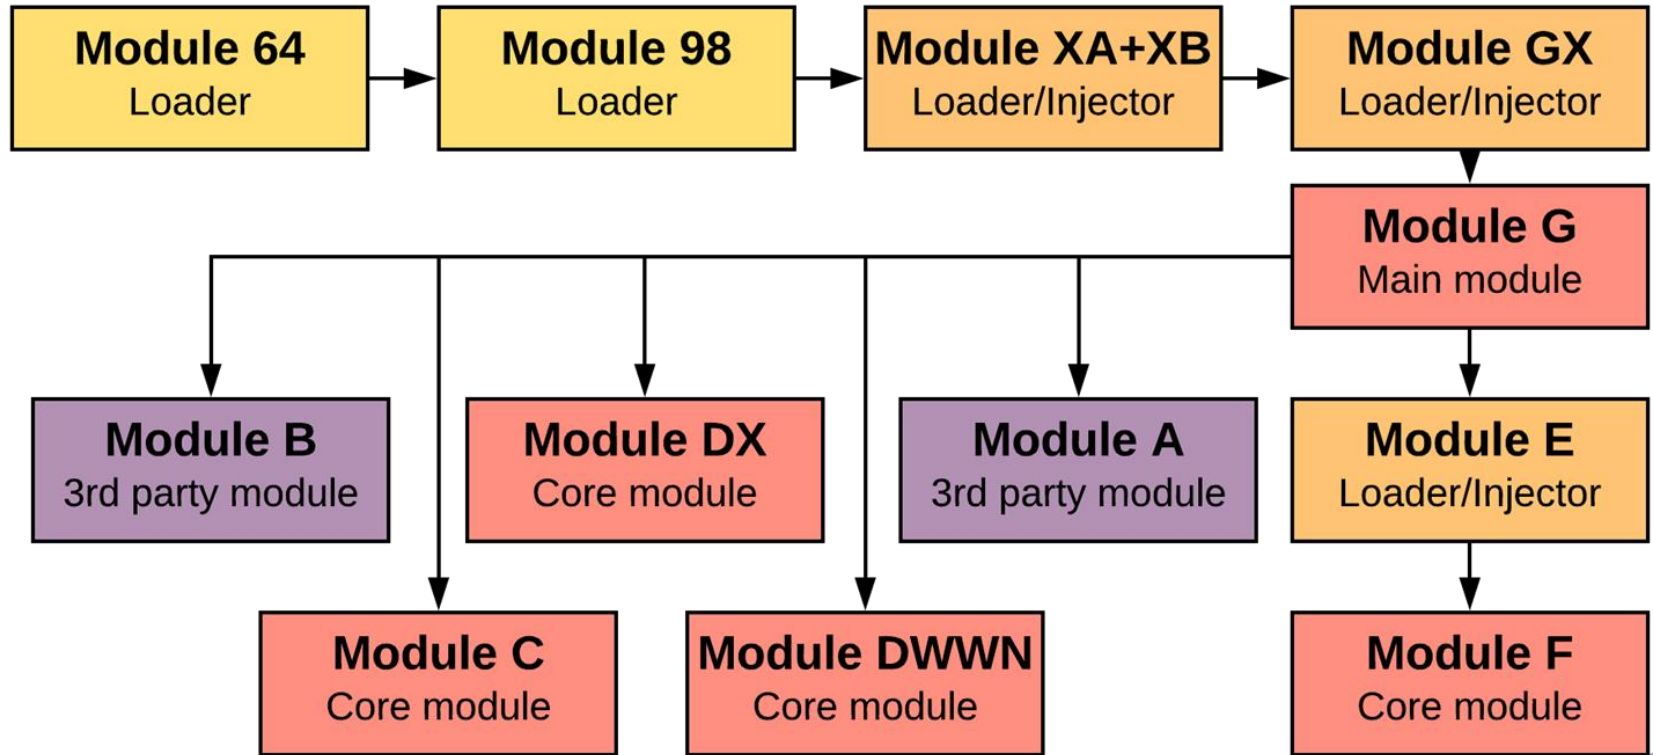 Module 64
Loader
Module 98
Loader
Module XA+XB
Loader/Injector
Module GX
Loader/Injector
Module G
Main module
Module B
3rd party module
Module DX
Core module
Module A
3rd party module
Module E
Loader/Injector
Module C
Core module
Module DWWN
Core module
Module F
Core module